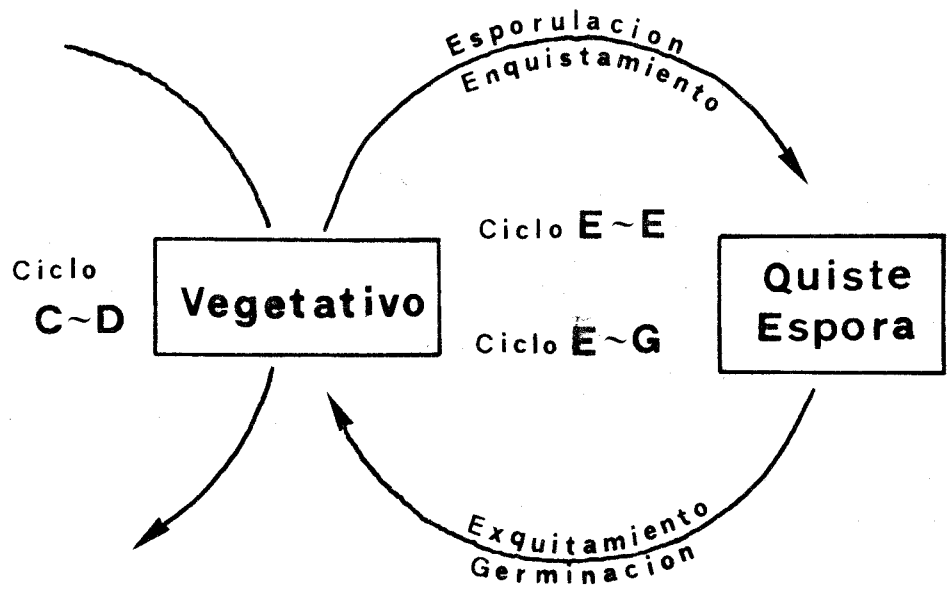 Esporulacion
Enquistamiento
Ciclo E~E
Ciclo
C~D
Vegetativo
Quiste
Espora
Ciclo E~G
Exquitamiento
Germinacion